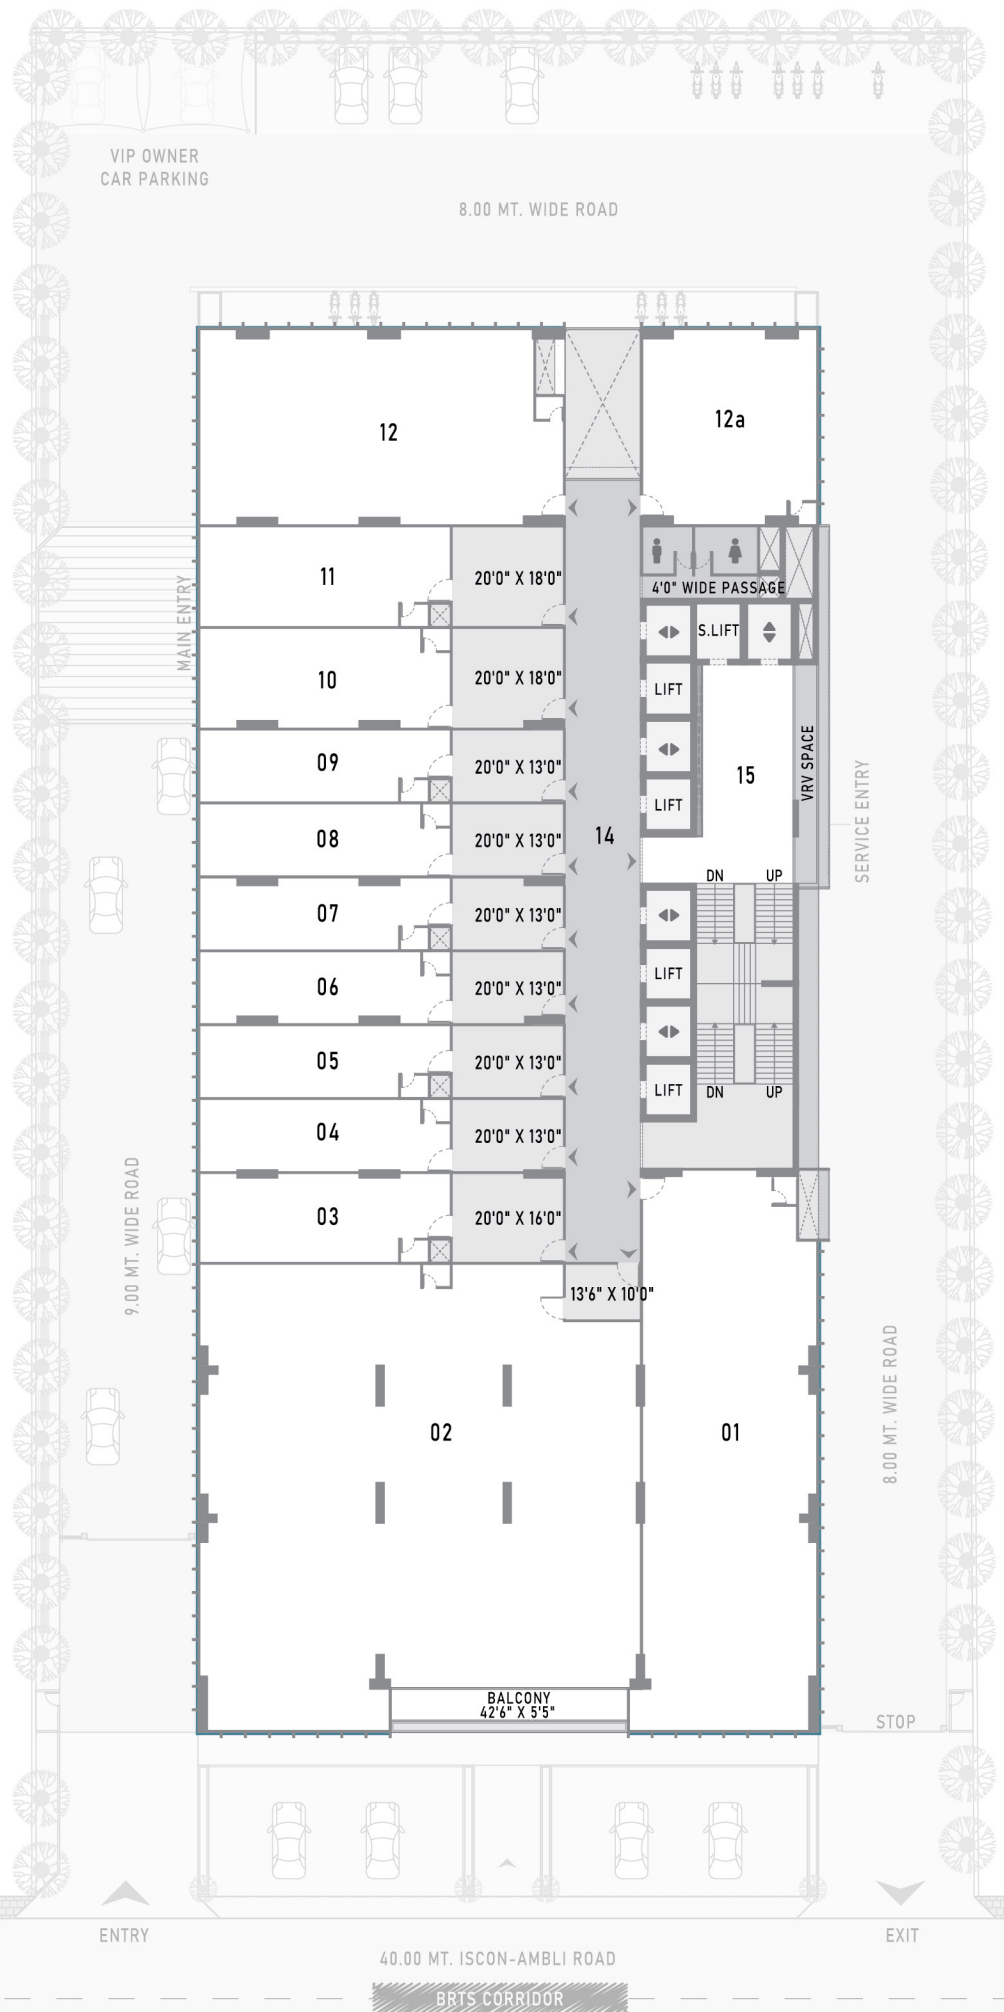 VIP OWNER
CAR PARKING
8.00 MT. WIDE ROAD
12
12a
11
20'0" X 18'0"
4'0" WIDE PASSAGE
MAIN ENTRY
S.LIFT
10
20'0" X 18'0"
LIFT
09
20'0" X 13'0"
15
VRV SPACE
LIFT
SERVICE ENTRY
08
20'0" X 13'0"
14
DN
UP
07
20'0" X 13'0"
LIFT
06
20'0" X 13'0"
05
20'0" X 13'0"
LIFT
DN
UP
04
20'0" X 13'0"
03
20'0" X 16'0"
9.00 MT. WIDE ROAD
13'6" X 10'0"
8.00 MT. WIDE ROAD
02
01
BALCONY
42'6" X 5'5"
STOP
ENTRY
EXIT
40.00 MT. ISCON-AMBLI ROAD
BRTS CORRIDOR